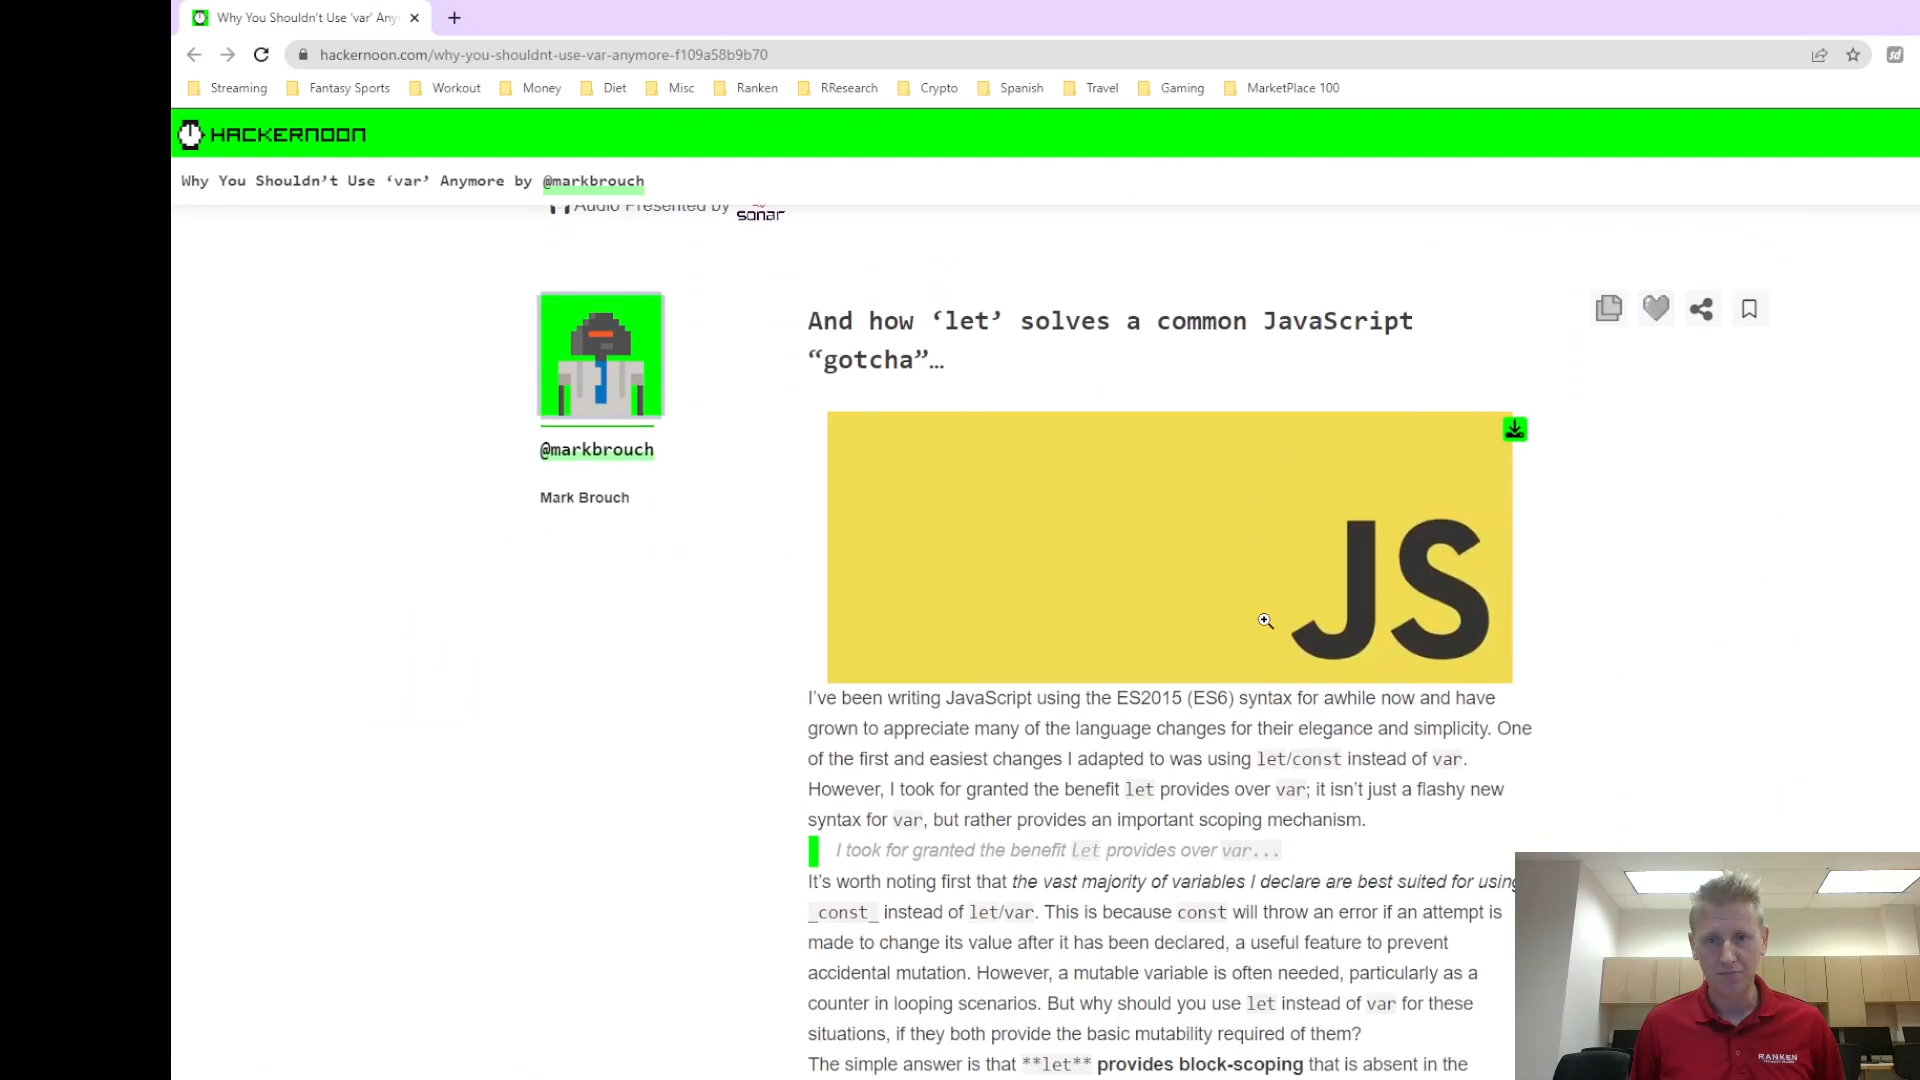 Why You Shouldn't Use 'var' Any
hackernoon.com/why-you-shouldnt-use-var-anymore-f109a58b9b70
sd
Streaming Fantasy Sports Workout Money Diet Misc Ranken RResearch Crypto Spanish Travel Gaming MarketPlace 100
HACKERNOON
Why You Shouldn’t Use ‘var’ Anymore by @markbrouch
Audio Presented by sonar
And how ‘let’ solves a common JavaScript
“gotcha”…
@markbrouch
Mark Brouch
JS
I’ve been writing JavaScript using the ES2015 (ES6) syntax for awhile now and have
grown to appreciate many of the language changes for their elegance and simplicity. One
of the first and easiest changes I adapted to was using let/const instead of var.
However, I took for granted the benefit let provides over var; it isn’t just a flashy new
syntax for var, but rather provides an important scoping mechanism.
I took for granted the benefit let provides over var...
It’s worth noting first that the vast majority of variables I declare are best suited for using
_const_ instead of let/var. This is because const will throw an error if an attempt is
made to change its value after it has been declared, a useful feature to prevent
accidental mutation. However, a mutable variable is often needed, particularly as a
counter in looping scenarios. But why should you use let instead of var for these
situations, if they both provide the basic mutability required of them?
The simple answer is that **let** provides block-scoping that is absent in the
RANKEN